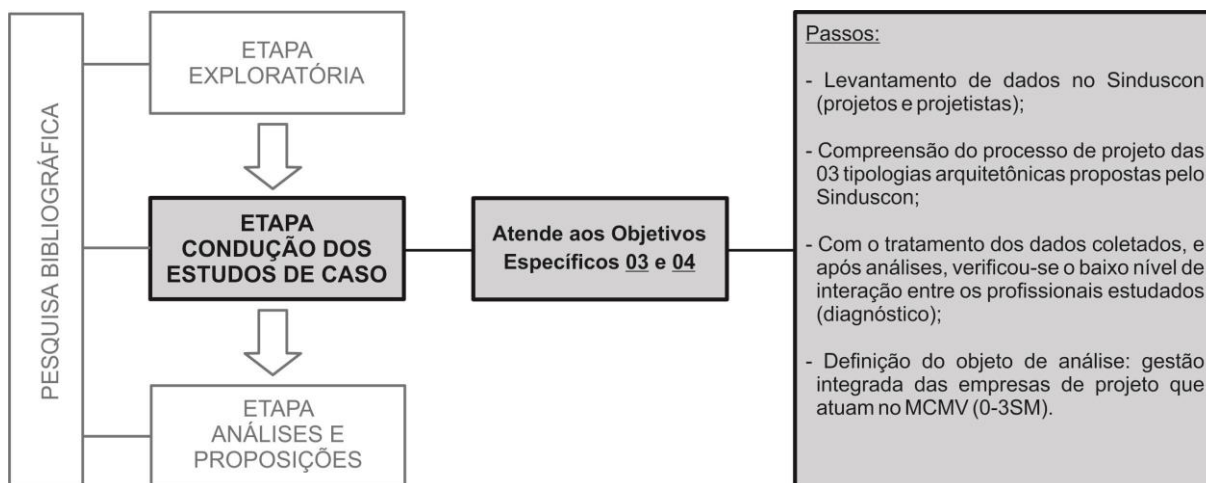 PESQUISA BIBLIOGRÁFICA
ETAPA
EXPLORATÓRIA
ETAPA
CONDUÇÃO DOS
ESTUDOS DE CASO
ETAPA
ANÁLISES E
PROPOSIÇÕES
Atende aos Objetivos
Específicos 03 e 04
Passos:
- Levantamento de dados no Sinduscon
(projetos e projetistas);
- Compreensão do processo de projeto das
03 tipologias arquitetônicas propostas pelo
Sinduscon;
- Com o tratamento dos dados coletados, e
após análises, verificou-se o baixo nível de
interação entre os profissionais estudados
(diagnóstico);
- Definição do objeto de análise: gestão
integrada das empresas de projeto que
atuam no MCMV (0-3SM).